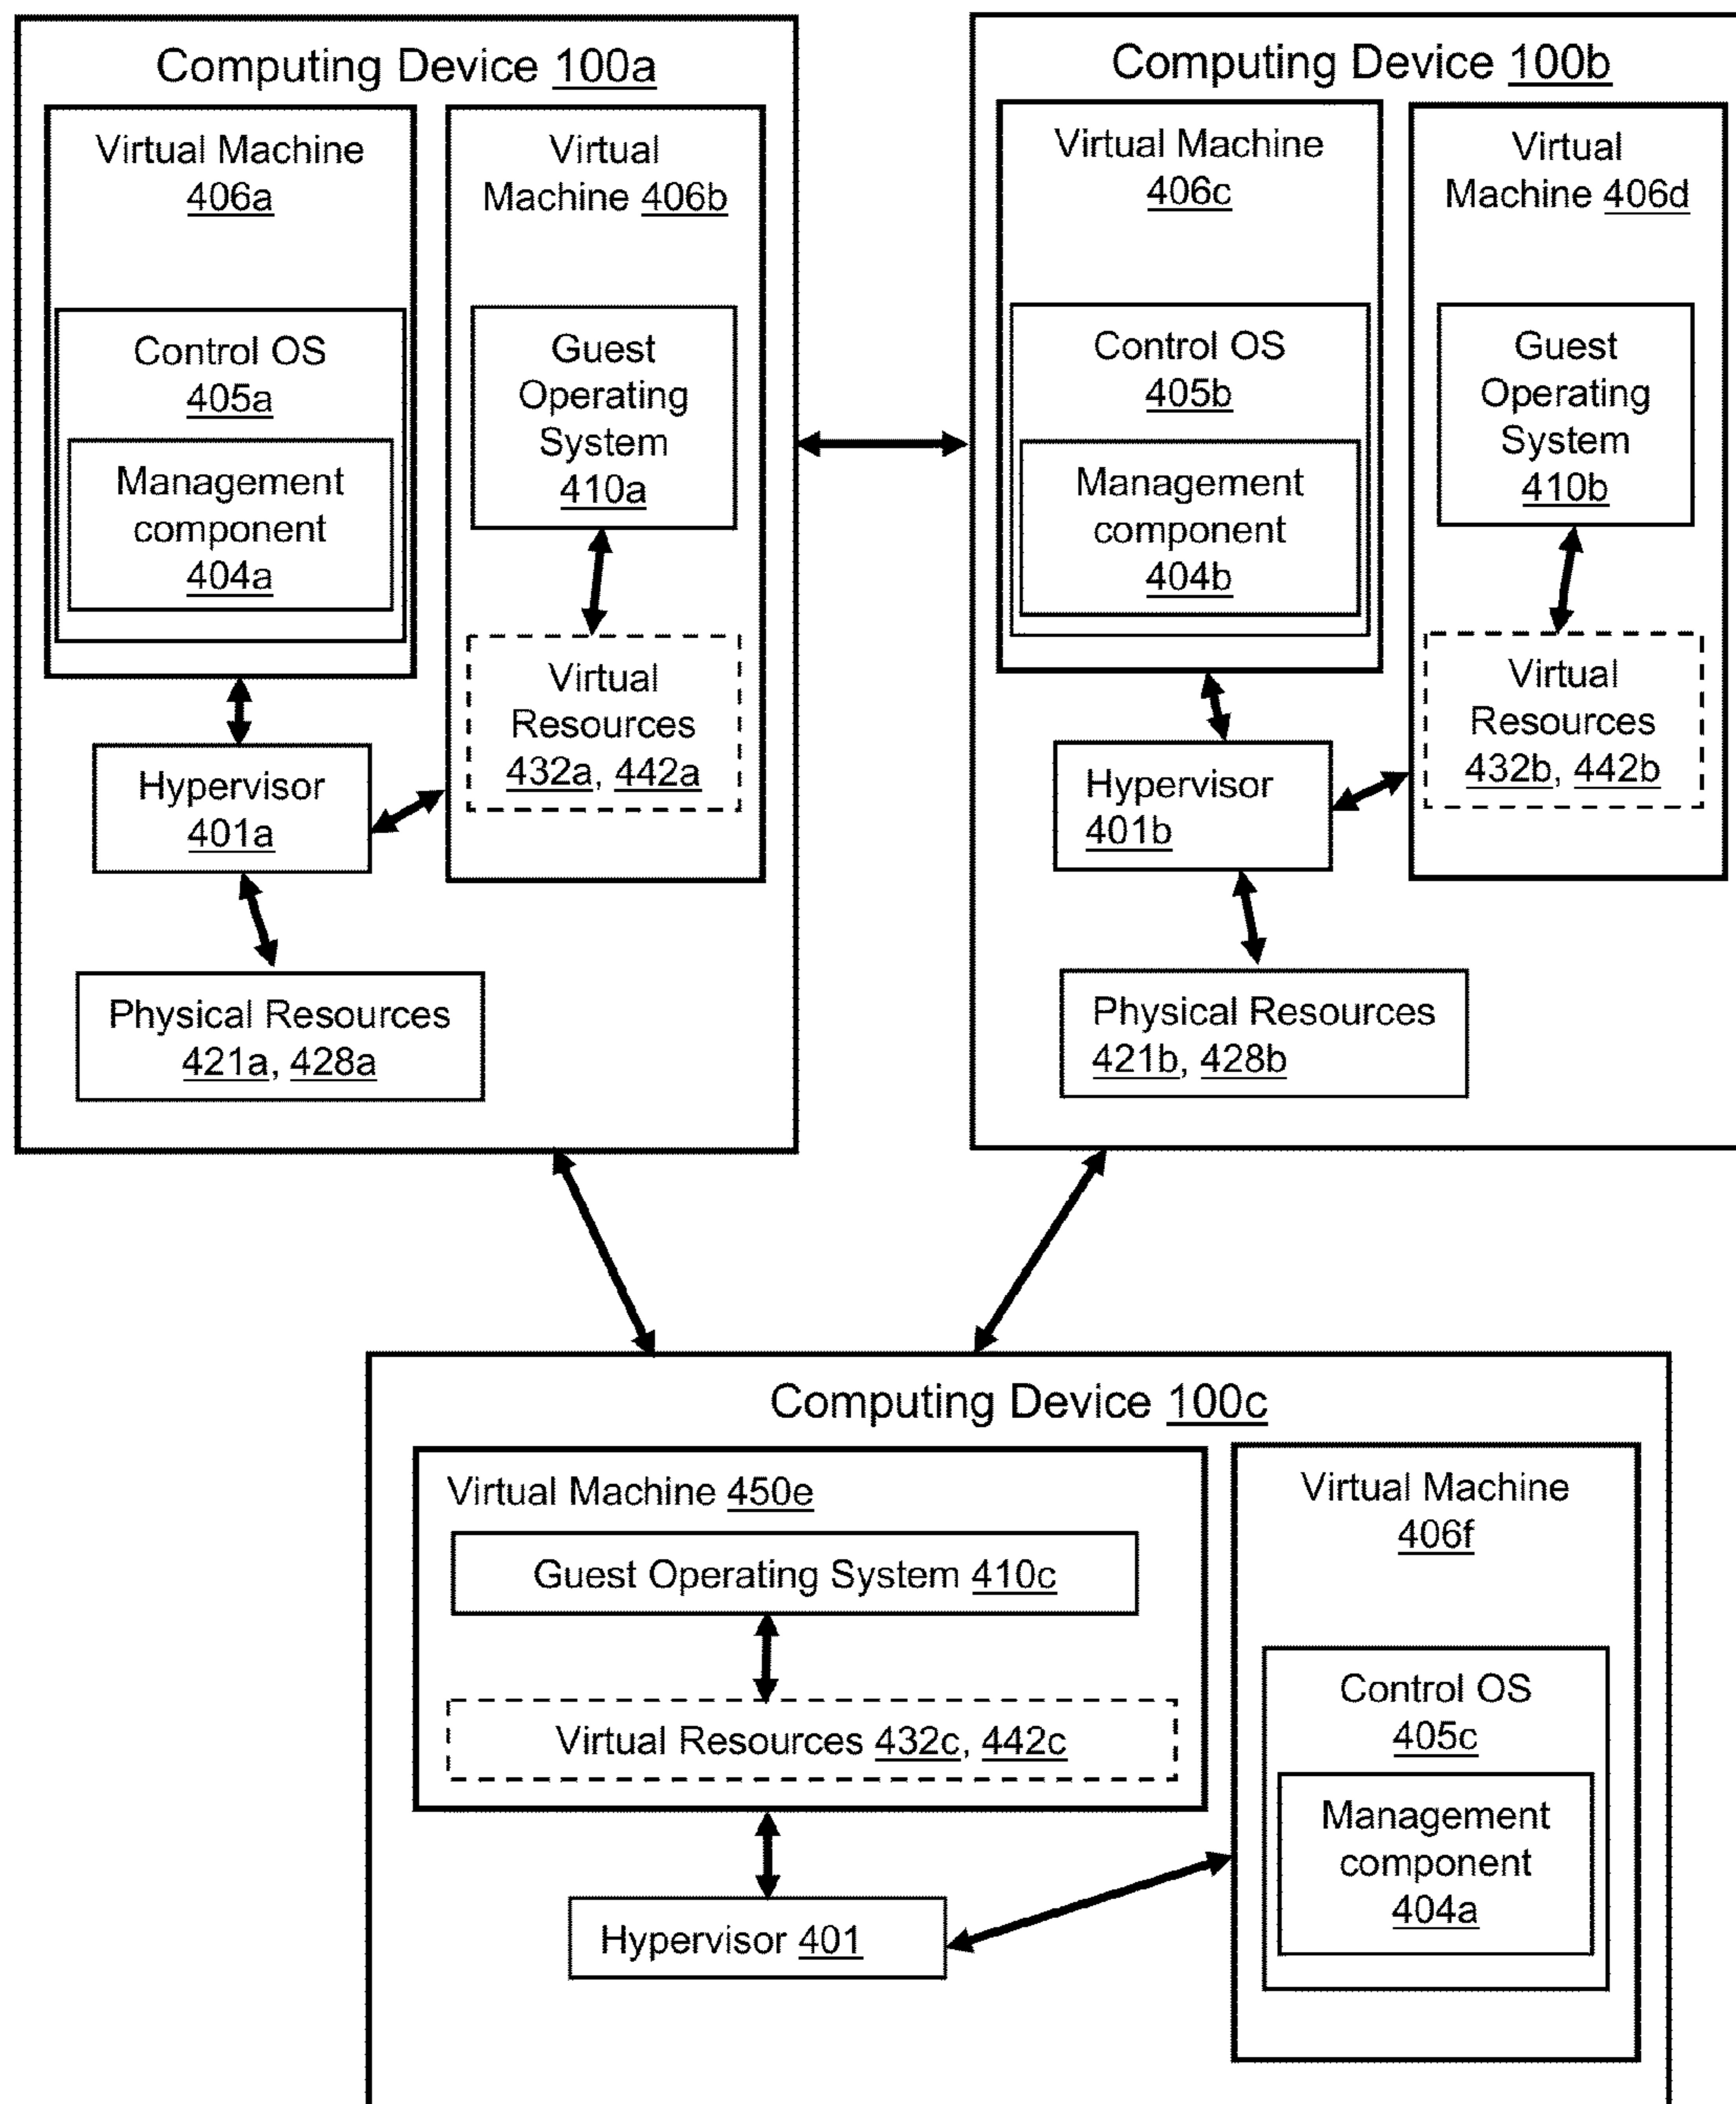 Computing Device 100a
Virtual Machine
406a
Control OS
405a
Management
component
404a
Virtual
Machine 406b
Guest
Operating
System
410a
Virtual
Resources
432a, 442a
Hypervisor
401a
Physical Resources
421a, 428a
Computing Device 100b
Virtual Machine
406c
Control OS
405b
Management
component
404b
Virtual
Machine 406d
Guest
Operating
System
410b
Virtual
Resources
432b, 442b
Hypervisor
401b
Physical Resources
421b, 428b
Computing Device 100c
Virtual Machine 450e
Guest Operating System 410c
Virtual Resources 432c, 442c
Hypervisor 401
Virtual Machine
406f
Control OS
405c
Management
component
404a